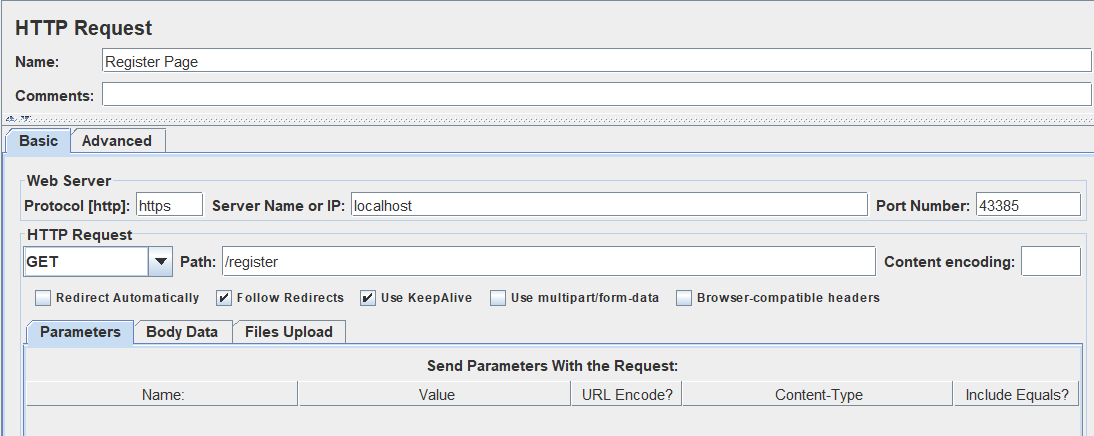 HTTP Request
Name: Register Page
Comments:
Basic Advanced
Web Server
Protocol [http]: https Server Name or IP: localhost Port Number: 43385
HTTP Request
GET Path: /register Content encoding:
Redirect Automatically Follow Redirects Use KeepAlive Use multipart/form-data Browser-compatible headers
Parameters Body Data Files Upload
Send Parameters With the Request:
Name: Value URL Encode? Content-Type Include Equals?